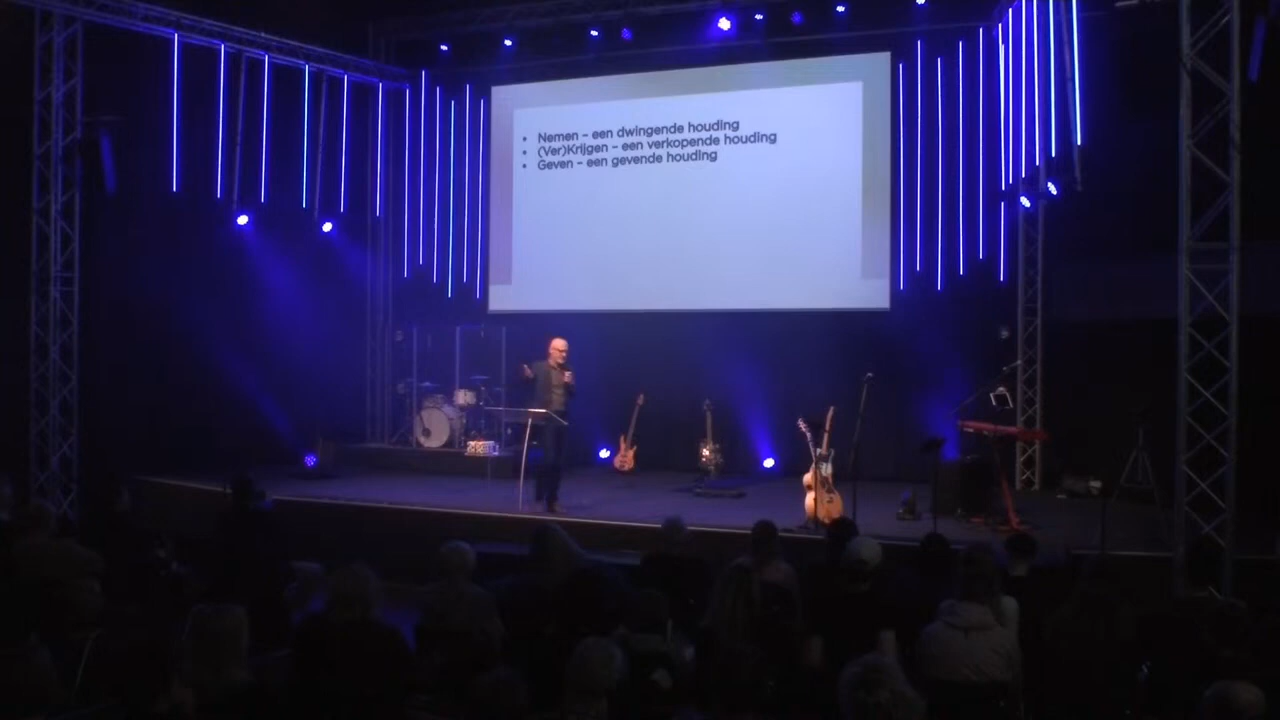 • Nemen – een dwingende houding
• (Ver)Krijgen – een verkopende houding
• Geven – een gevende houding